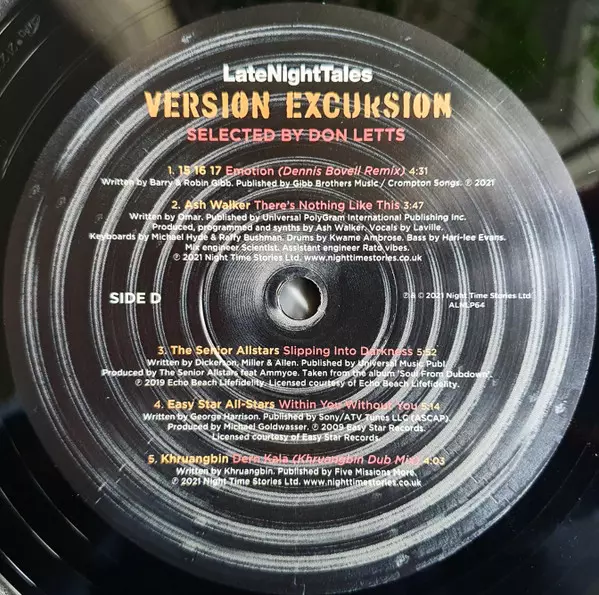 LateNightTales
VERSION EXCURSION
SELECTED BY DON LETTS
1. 15 16 17 Emotion (Dennis Bovell Remix) 4:31
Written by Barry & Robin Gibb. Published by Gibb Brothers Music / Crompton Songs. ℗ 2021
2. Ash Walker There's Nothing Like This 3:47
Written by Omar. Published by Universal PolyGram International Publishing Inc.
Produced, programmed and synths by Ash Walker. Vocals by Laville.
Keyboards by Michael Hyde & Raffy Bushman. Drums by Kwame Ambrose. Bass by Hari-lee Evans.
Mix engineer Scientist. Assistant engineer Rato vibes.
℗ 2021 Night Time Stories Ltd. www.nighttimestories.co.uk
SIDE D
℗ & © 2021 Night Time Stories Ltd
ALNLP64
3. The Senior Allstars Slipping Into Darkness 5:52
Written by Dickerson, Miller & Allen. Published by Universal Music Publ.
Produced by The Senior Allstars feat Ammyoe. Taken from the album 'Soul From Dubdown'.
℗ 2019 Echo Beach Lifefidelity. Licensed courtesy of Echo Beach Lifefidelity.
4. Easy Star All-Stars Within You Without You 5:14
Written by George Harrison. Published by Sony/ATV Tunes LLC (ASCAP).
Produced by Michael Goldwasser. ℗ 2009 Easy Star Records.
Licensed courtesy of Easy Star Records.
5. Khruangbin Dern Kala (Khruangbin Dub Mix) 4:03
Written by Khruangbin. Published by Five Missions More.
℗ 2021 Night Time Stories Ltd. www.nighttimestories.co.uk